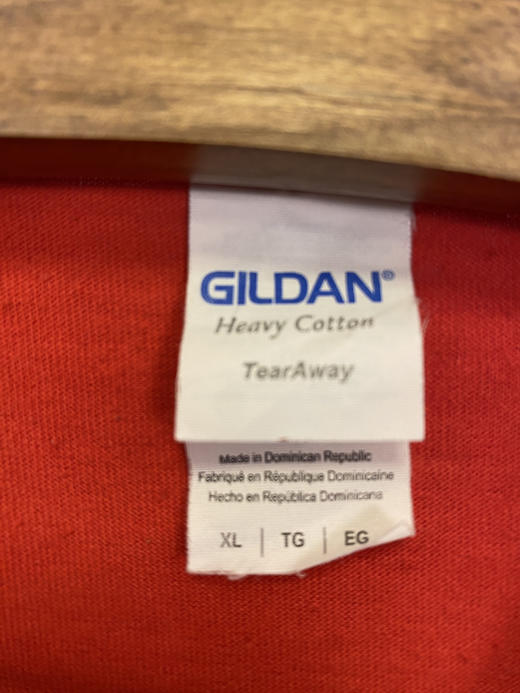 GILDAN®
Heavy Cotton
TearAway
Made in Dominican Republic
Fabriqué en République Dominicaine
Hecho en República Dominicana
XL | TG | EG